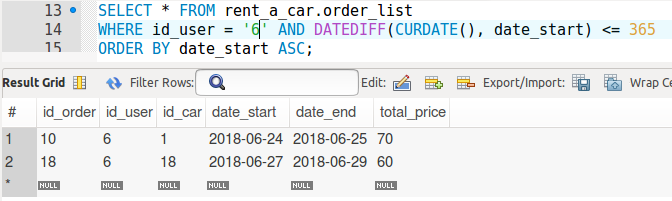 13 SELECT * FROM rent_a_car.order_list
14 WHERE id_user = '6' AND DATEDIFF(CURDATE(), date_start) <= 365
15 ORDER BY date_start ASC;
Result Grid Filter Rows: Edit: Export/Import: Wrap Ce
# id_order id_user id_car date_start date_end total_price
1 10 6 1 2018-06-24 2018-06-25 70
2 18 6 18 2018-06-27 2018-06-29 60
* NULL NULL NULL NULL NULL NULL